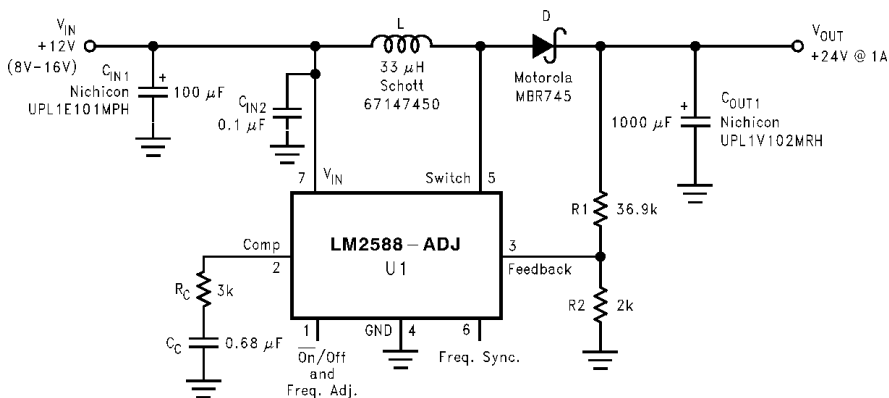 V_IN
+12V
(8V-16V)
C_IN1
Nichicon
UPL1E101MPH
+
100 μF
C_IN2
0.1 μF
L
33 μH
Schott
67147450
D
Motorola
MBR745
V_OUT
+24V @ 1A
1000 μF
+
C_OUT1
Nichicon
UPL1V102MRH
7
V_IN
Switch
5
R1
36.9k
LM2588-ADJ
U1
Comp
2
3
Feedback
R_C
3k
R2
2k
C_C
0.68 μF
1
On/Off
and
Freq. Adj.
GND
4
6
Freq. Sync.